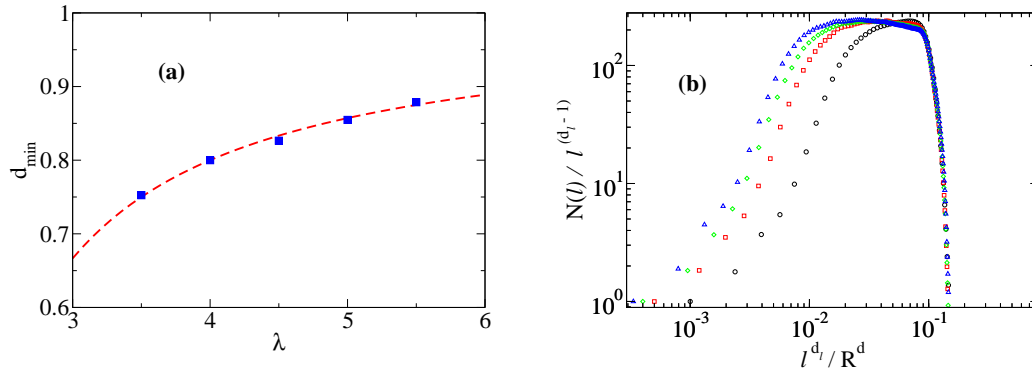 1
0.9
0.8
0.7
0.6
d_min
(a)
3
4
5
6
λ
10^2
10^1
10^0
N(l) / l^(d_l - 1)
(b)
10^-3
10^-2
10^-1
l^d_l / R^d